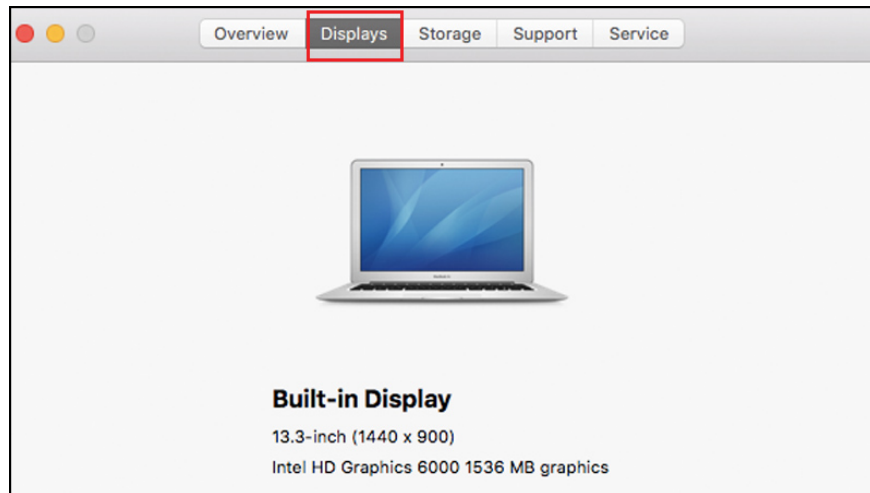 Overview Displays Storage Support Service
Built-in Display
13.3-inch (1440 x 900)
Intel HD Graphics 6000 1536 MB graphics